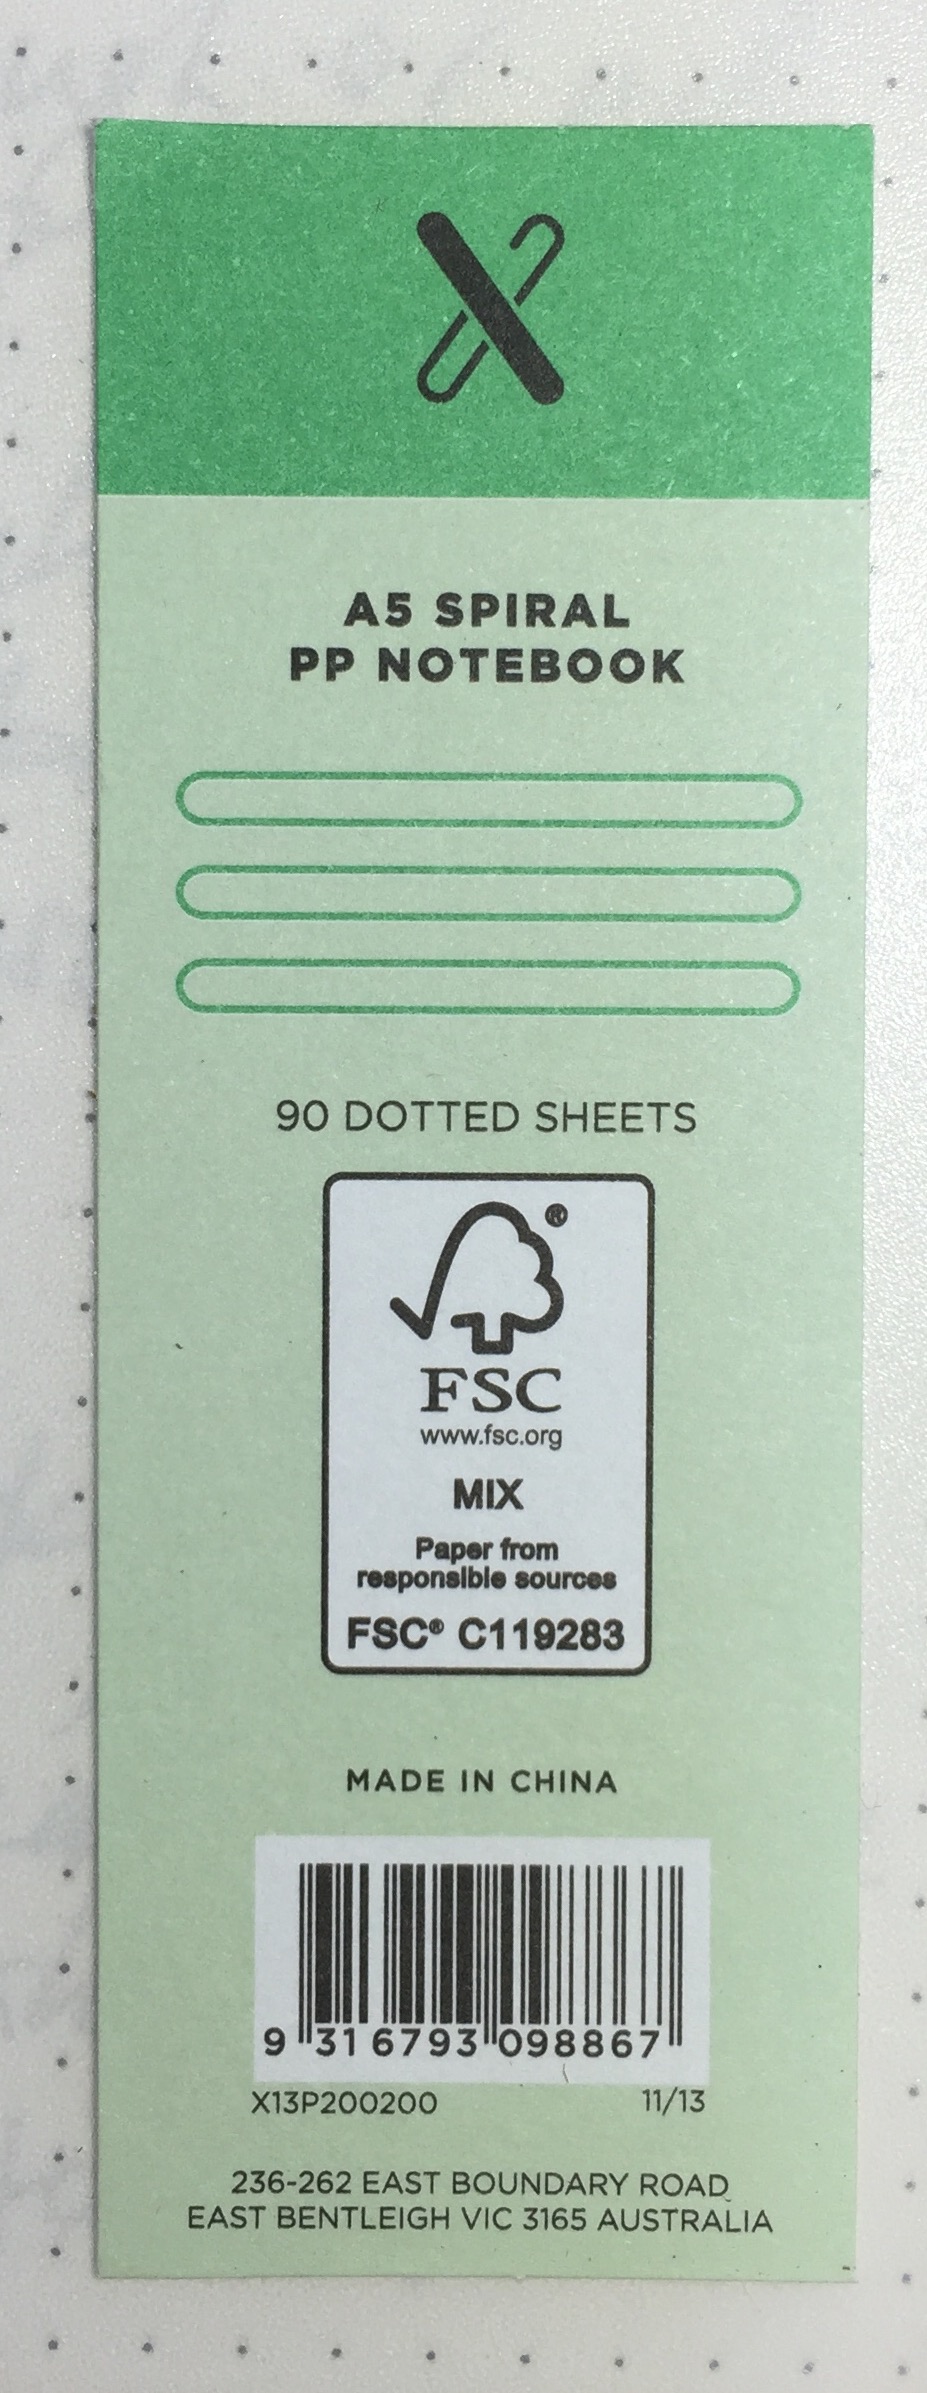 X
A5 SPIRAL
PP NOTEBOOK
90 DOTTED SHEETS
®
FSC
www.fsc.org
MIX
Paper from
responsible sources
FSC® C119283
MADE IN CHINA
9 316793 098867
X13P200200 11/13
236-262 EAST BOUNDARY ROAD
EAST BENTLEIGH VIC 3165 AUSTRALIA